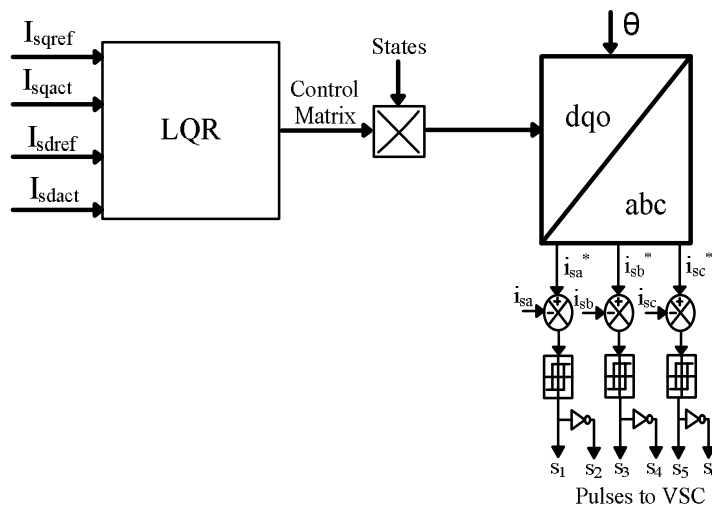 Isqref
Isqact
Isdref
Isdact
LQR
Control
Matrix
States
θ
dqo
abc
isa* isb* isc*
isa isb isc
+ + +
- - -
s1 s2 s3 s4 s5
Pulses to VSC